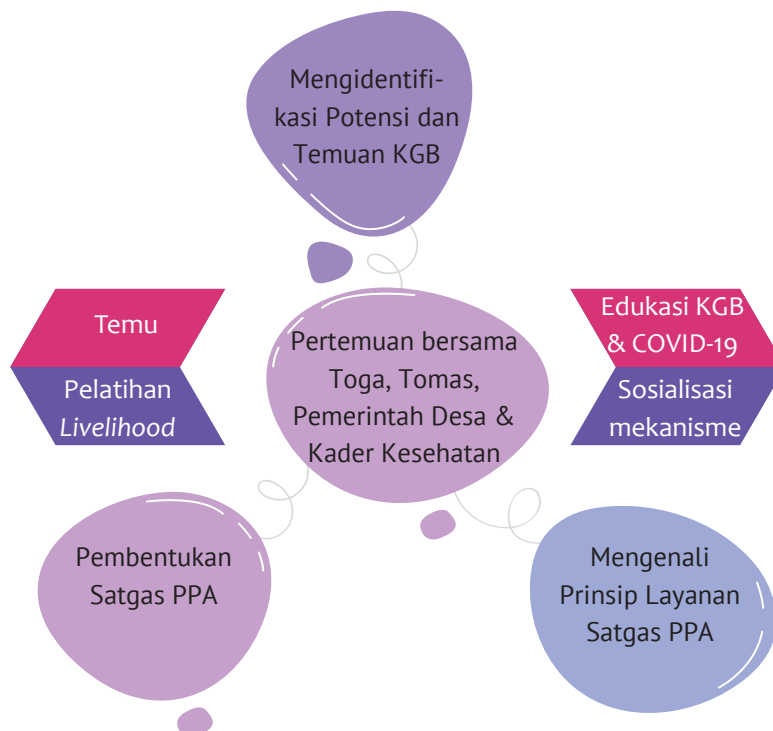 Mengidentifi-
kasi Potensi dan
Temuan KGB
Temu
Pelatihan
Livelihood
Pertemuan bersama
Toga, Tomas,
Pemerintah Desa &
Kader Kesehatan
Edukasi KGB
& COVID-19
Sosialisasi
mekanisme
Pembentukan
Satgas PPA
Mengenali
Prinsip Layanan
Satgas PPA